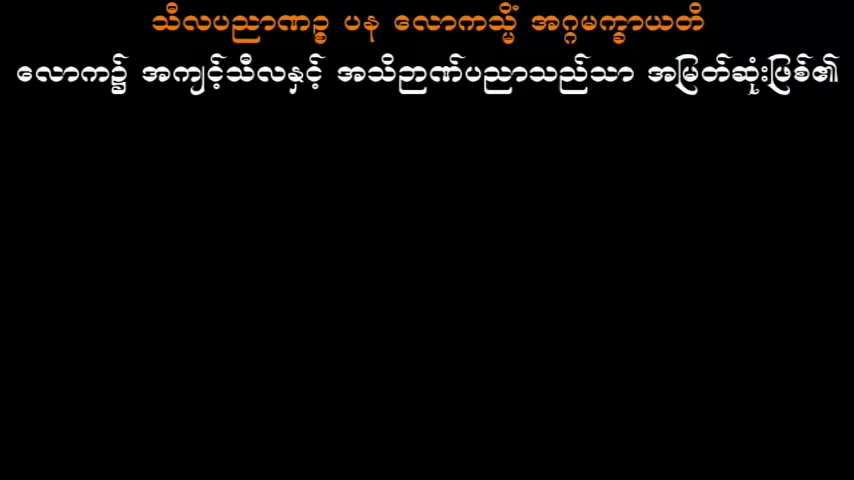 သီလပညာဏဉ္စ ပန လောကသ္မိံ အဂ္ဂမက္ခာယတိ
လောက၌ အကျင့်သီလနှင့် အသိဉာဏ်ပညာသည်သာ အမြတ်ဆုံးဖြစ်၏